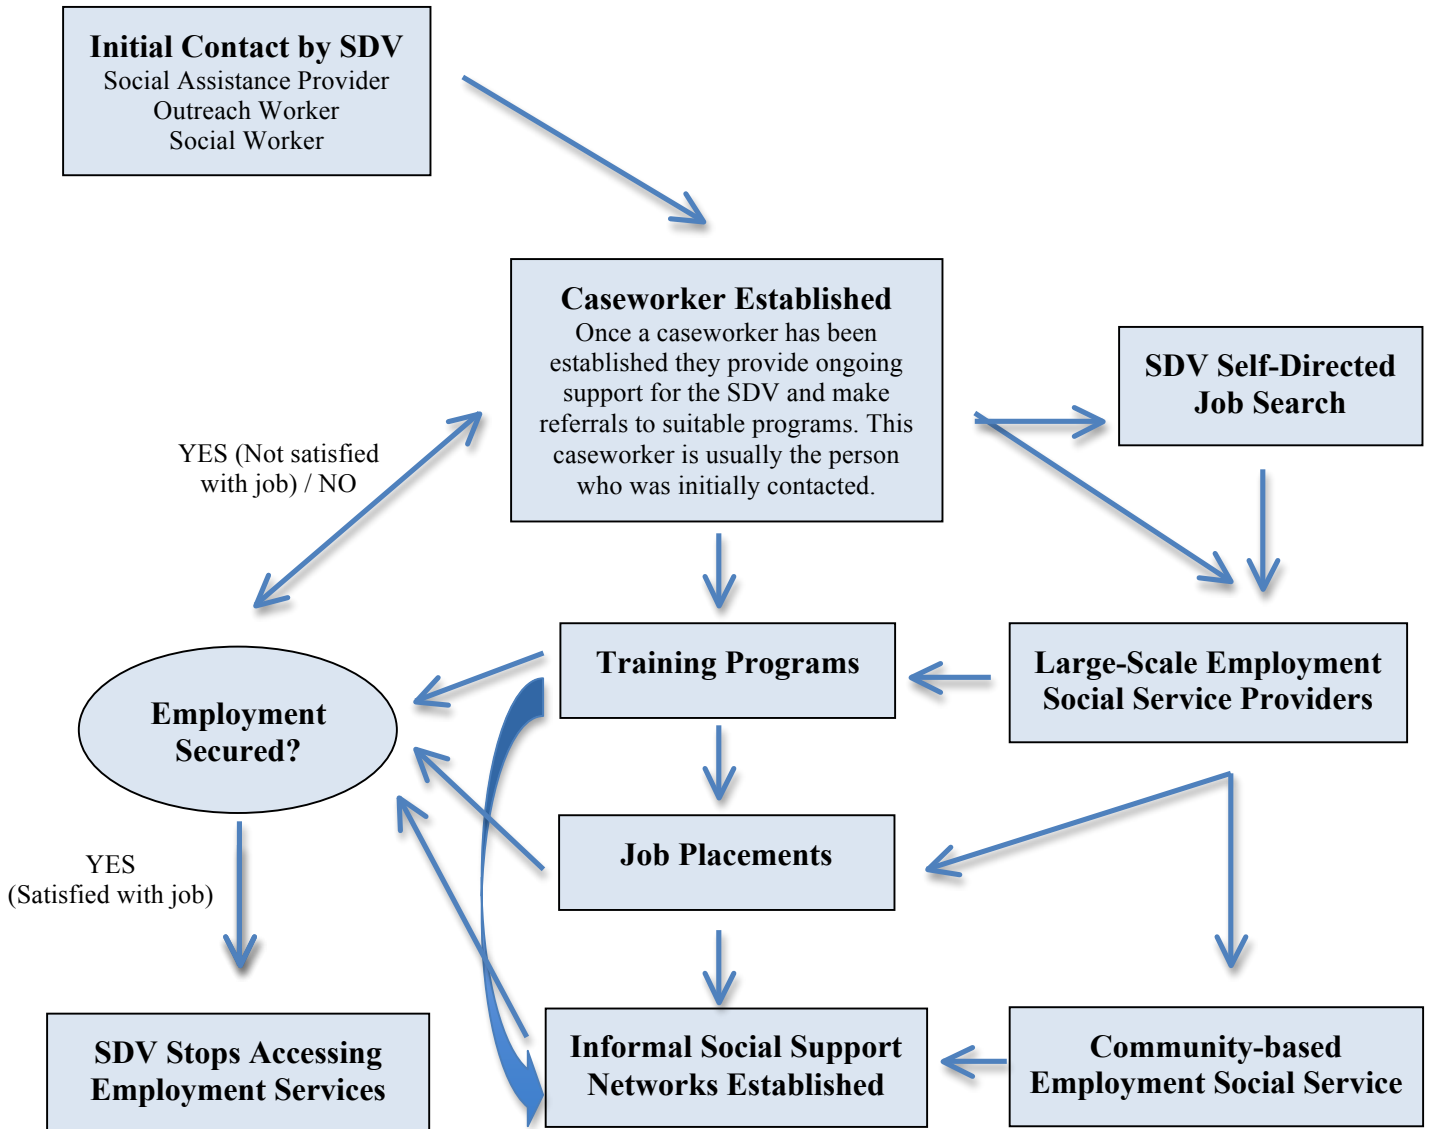 Initial Contact by SDV
Social Assistance Provider
Outreach Worker
Social Worker
Caseworker Established
Once a caseworker has been
established they provide ongoing
support for the SDV and make
referrals to suitable programs. This
caseworker is usually the person
who was initially contacted.
SDV Self-Directed
Job Search
YES (Not satisfied
with job) / NO
Training Programs
Large-Scale Employment
Social Service Providers
Employment
Secured?
Job Placements
YES
(Satisfied with job)
SDV Stops Accessing
Employment Services
Informal Social Support
Networks Established
Community-based
Employment Social Service